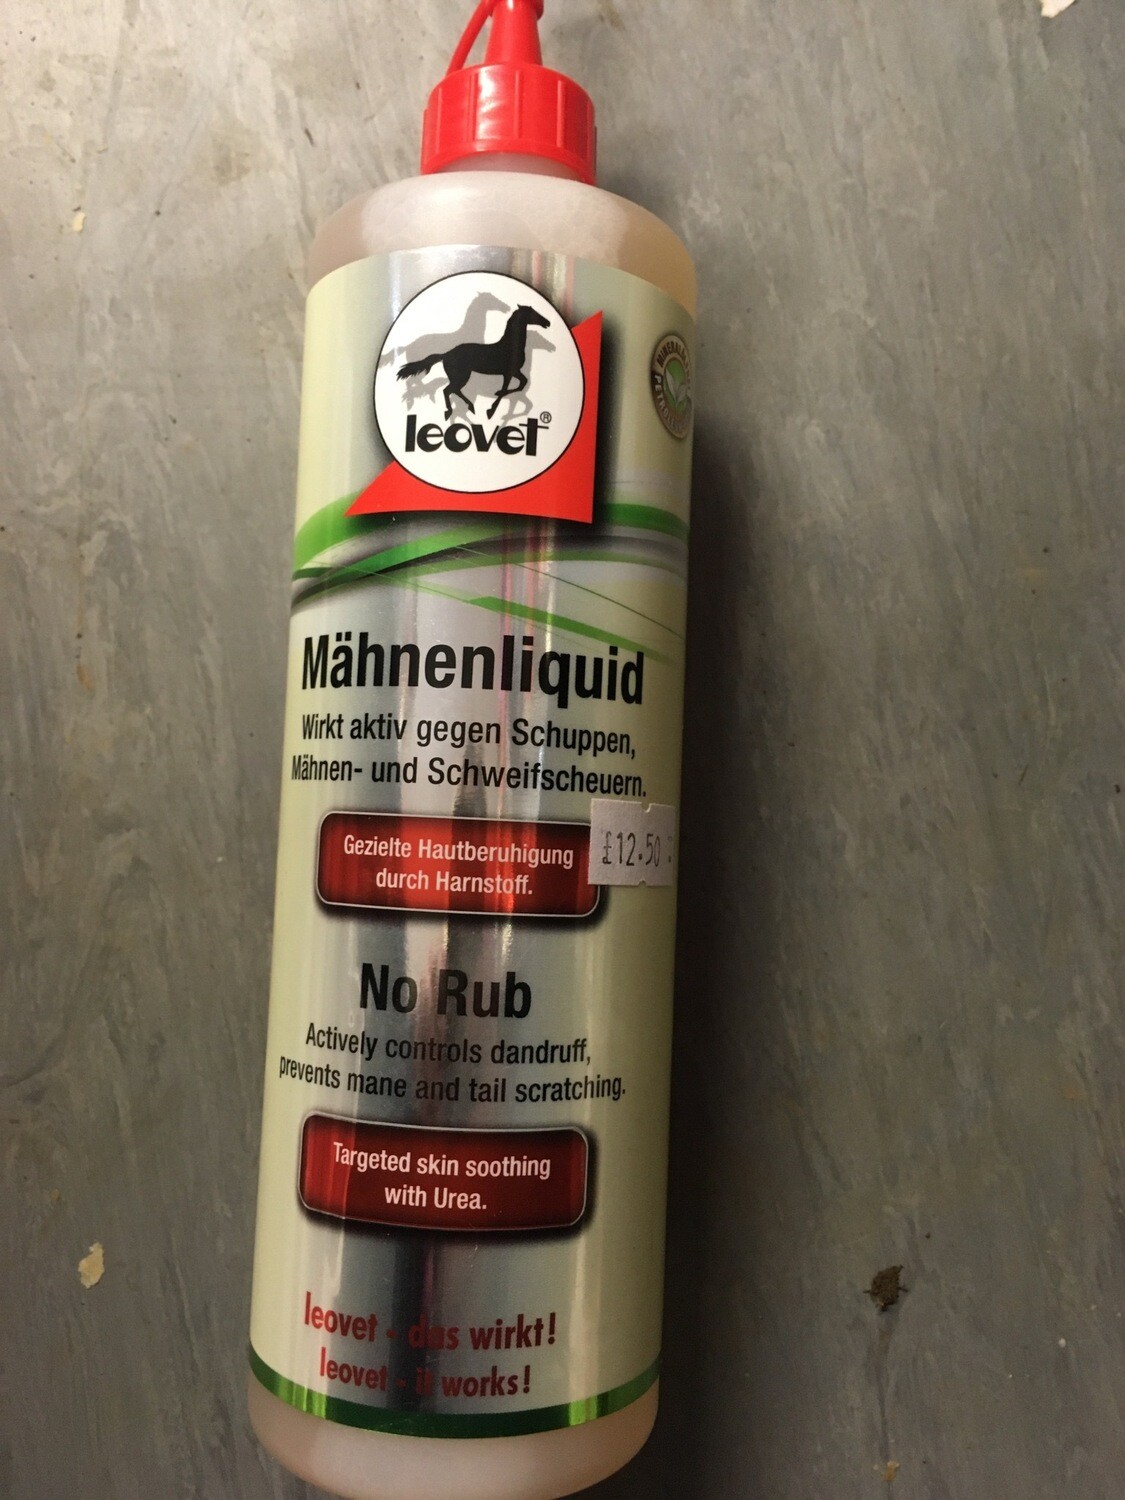 leovet®
Mähnenliquid
Wirkt aktiv gegen Schuppen,
Mähnen- und Schweifscheuern.
Gezielte Hautberuhigung
durch Harnstoff.
£12.50
No Rub
Actively controls dandruff,
prevents mane and tail scratching.
Targeted skin soothing
with Urea.
leovet - das wirkt!
leovet - it works!